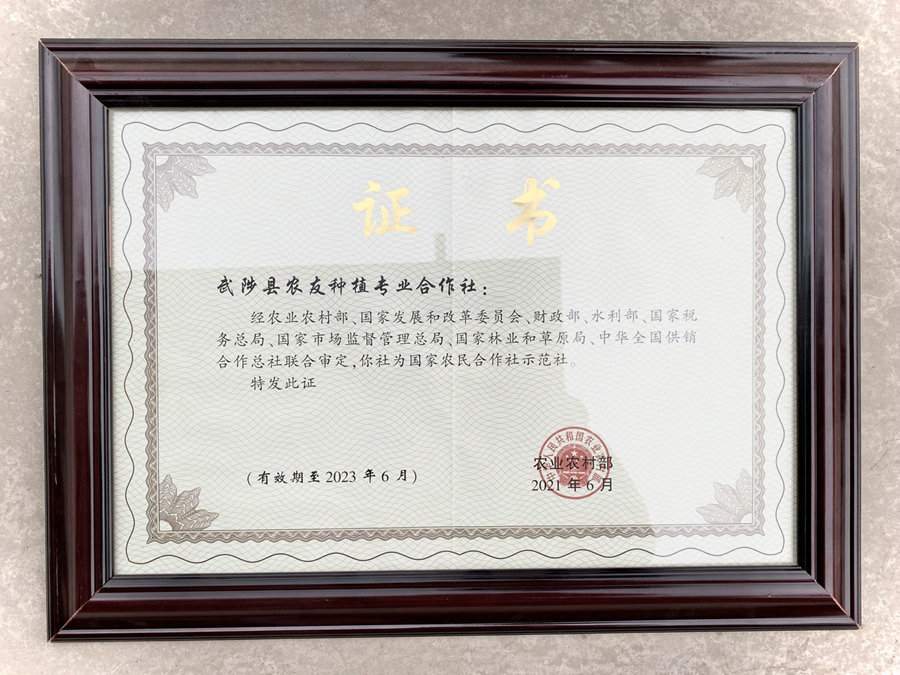 证 书
武陟县农友种植专业合作社：
经农业农村部、国家发展和改革委员会、财政部、水利部、国家税
务总局、国家市场监督管理总局、国家林业和草原局、中华全国供销
合作总社联合审定，你社为国家农民合作社示范社。
特发此证
（有效期至2023 年 6 月）
农业农村部
2021 年 6 月